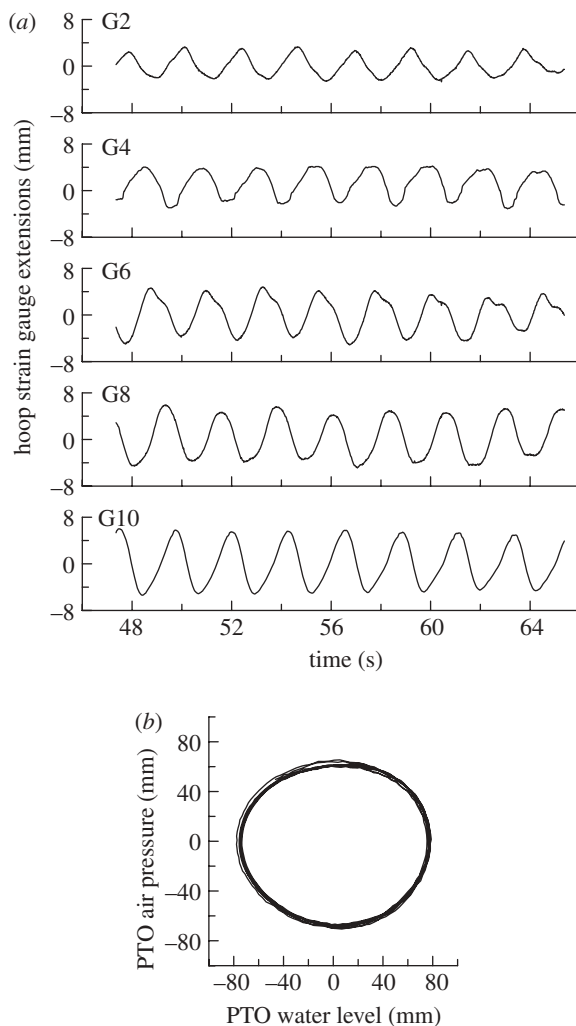 (a)
8
0
–8
G2
8
0
–8
G4
8
0
–8
G6
8
0
–8
G8
8
0
–8
G10
hoop strain gauge extensions (mm)
48 52 56 60 64
time (s)
(b)
80
40
0
–40
–80
PTO air pressure (mm)
–80 –40 0 40 80
PTO water level (mm)